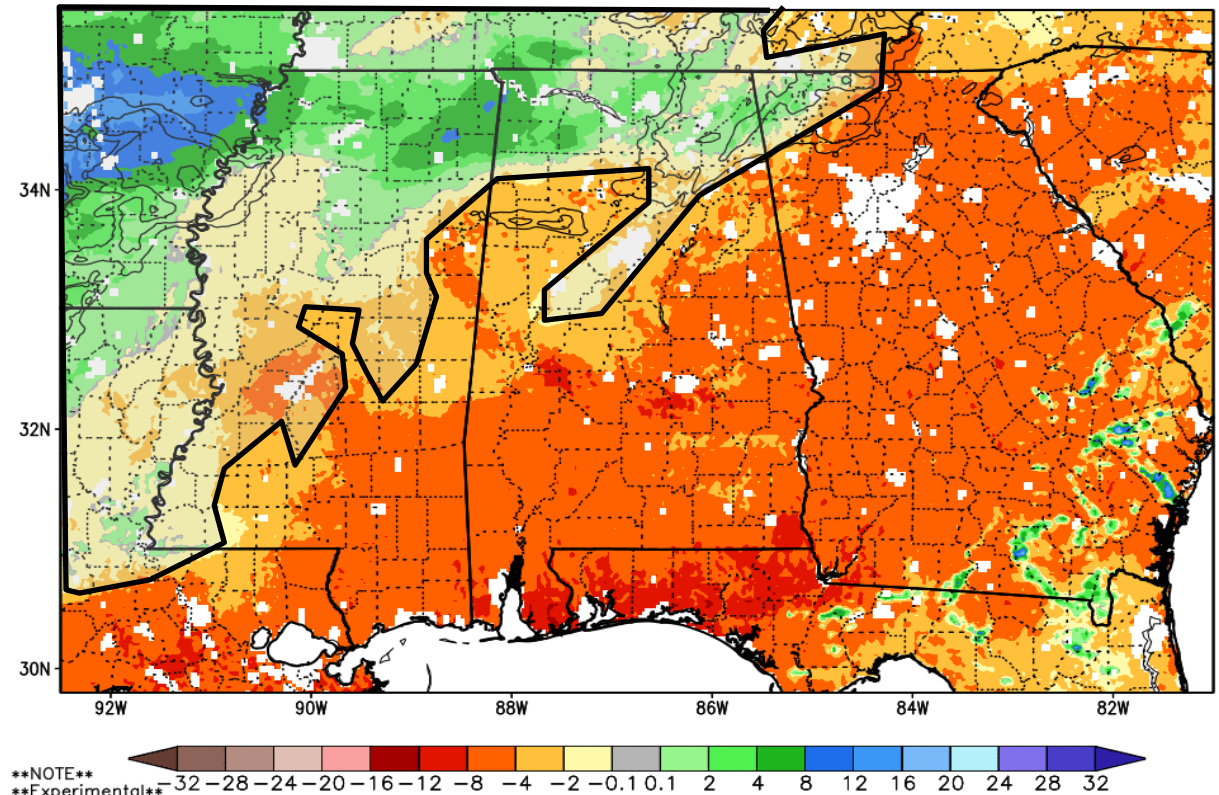 34N
32N
30N
92W 90W 88W 86W 84W 82W
**NOTE**
-32 -28 -24 -20 -16 -12 -8 -4 -2 -0.1 0.1 2 4 8 12 16 20 24 28 32
**Experimental**